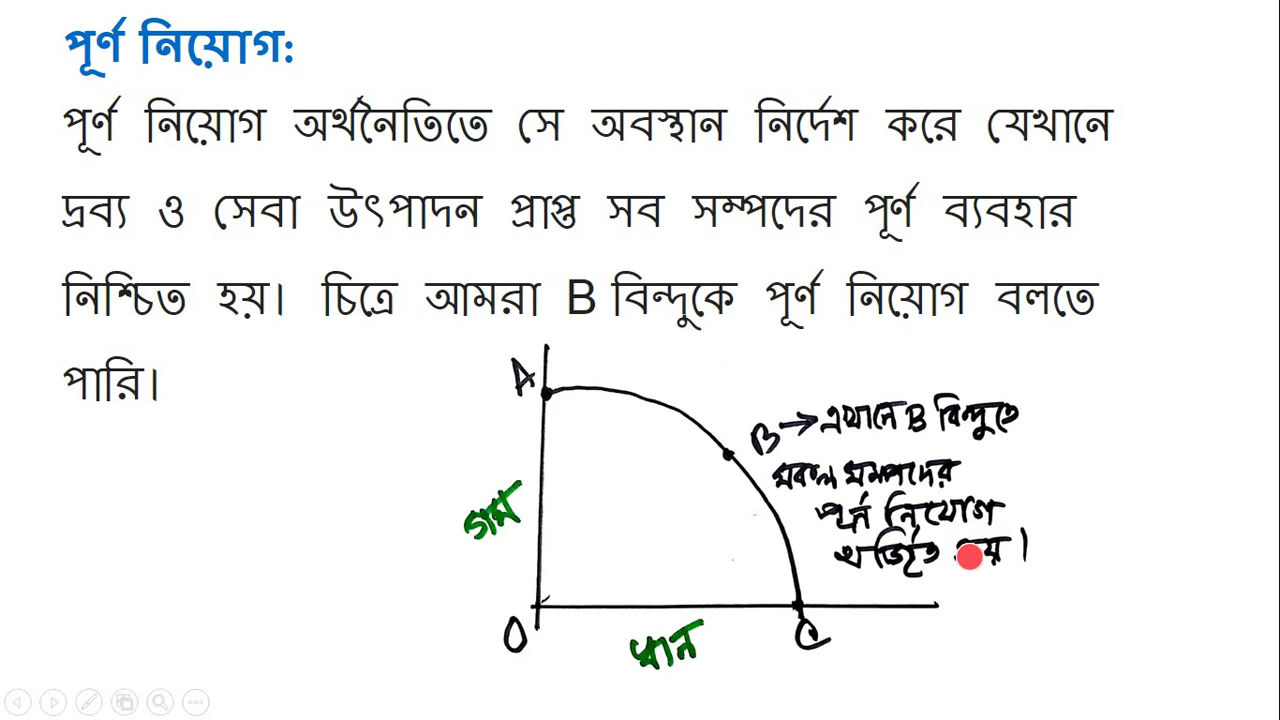 পূর্ণ নিয়োগ:
পূর্ণ নিয়োগ অর্থনৈতিতে সে অবস্থান নির্দেশ করে যেখানে
দ্রব্য ও সেবা উৎপাদন প্রাপ্ত সব সম্পদের পূর্ণ ব্যবহার
নিশ্চিত হয়। চিত্রে আমরা B বিন্দুকে পূর্ণ নিয়োগ বলতে
পারি।
A
B → এখানে B বিন্দুতে
সকল সম্পদের
পূর্ন নিয়োগ
অর্জিত হয়।
গম
O
ধান
C